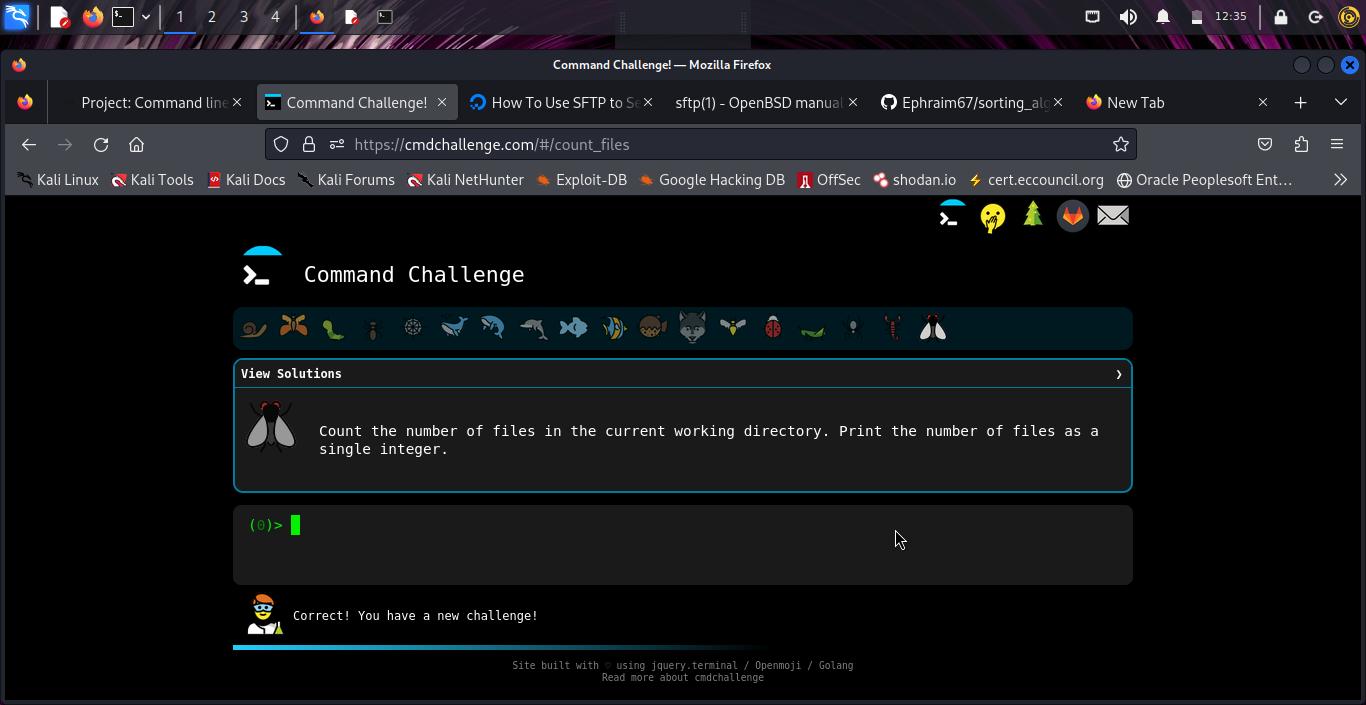 1 2 3 4 12:35
Command Challenge! — Mozilla Firefox
Project: Command line Command Challenge! How To Use SFTP to Se sftp(1) - OpenBSD manual Ephraim67/sorting_alg New Tab
https://cmdchallenge.com/#/count_files
Kali Linux Kali Tools Kali Docs Kali Forums Kali NetHunter Exploit-DB Google Hacking DB OffSec shodan.io cert.eccouncil.org Oracle Peoplesoft Ent…
Command Challenge
View Solutions
Count the number of files in the current working directory. Print the number of files as a
single integer.
(0)>
Correct! You have a new challenge!
Site built with ♡ using jquery.terminal / Openmoji / Golang
Read more about cmdchallenge